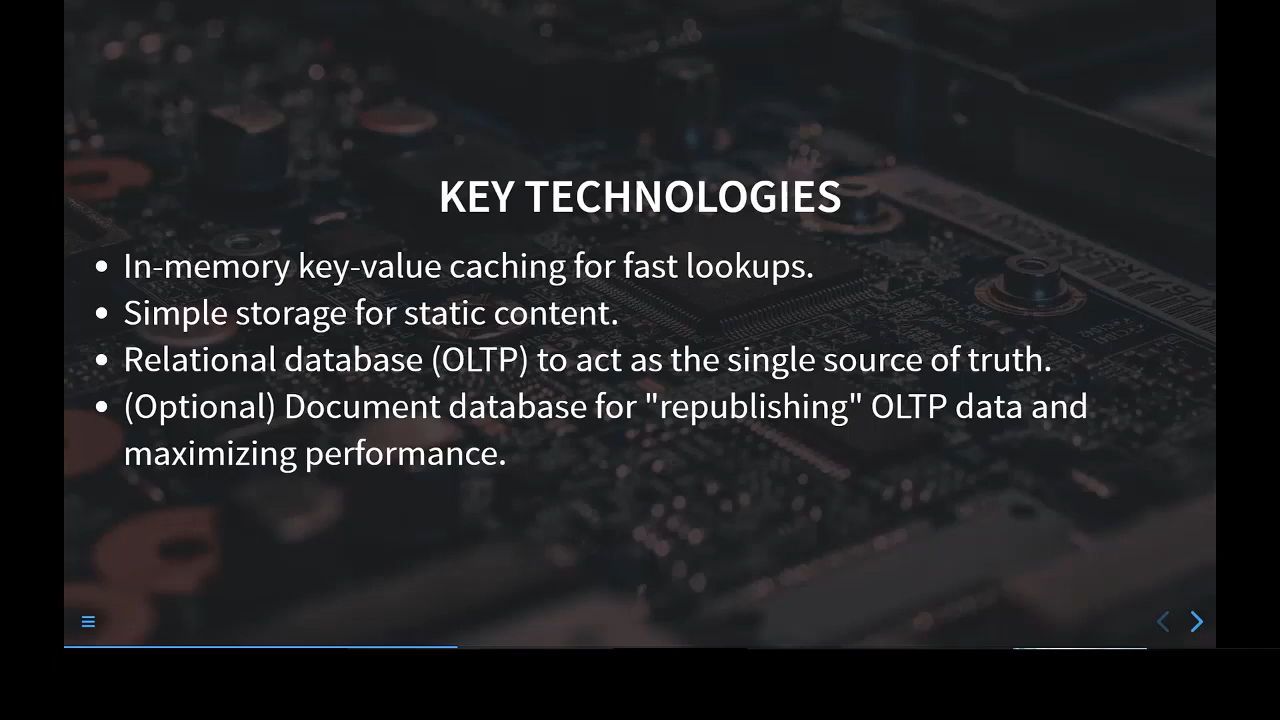 KEY TECHNOLOGIES
• In-memory key-value caching for fast lookups.
• Simple storage for static content.
• Relational database (OLTP) to act as the single source of truth.
• (Optional) Document database for "republishing" OLTP data and
maximizing performance.